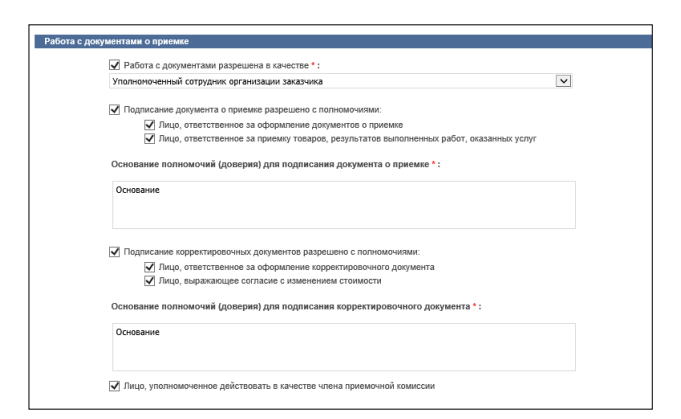 Работа с документами о приемке
Работа с документами разрешена в качестве * :
Уполномоченный сотрудник организации заказчика
Подписание документа о приемке разрешено с полномочиями:
Лицо, ответственное за оформление документов о приемке
Лицо, ответственное за приемку товаров, результатов выполненных работ, оказанных услуг
Основание полномочий (доверия) для подписания документа о приемке * :
Основание
Подписание корректировочных документов разрешено с полномочиями:
Лицо, ответственное за оформление корректировочного документа
Лицо, выражающее согласие с изменением стоимости
Основание полномочий (доверия) для подписания корректировочного документа * :
Основание
Лицо, уполномоченное действовать в качестве члена приемочной комиссии